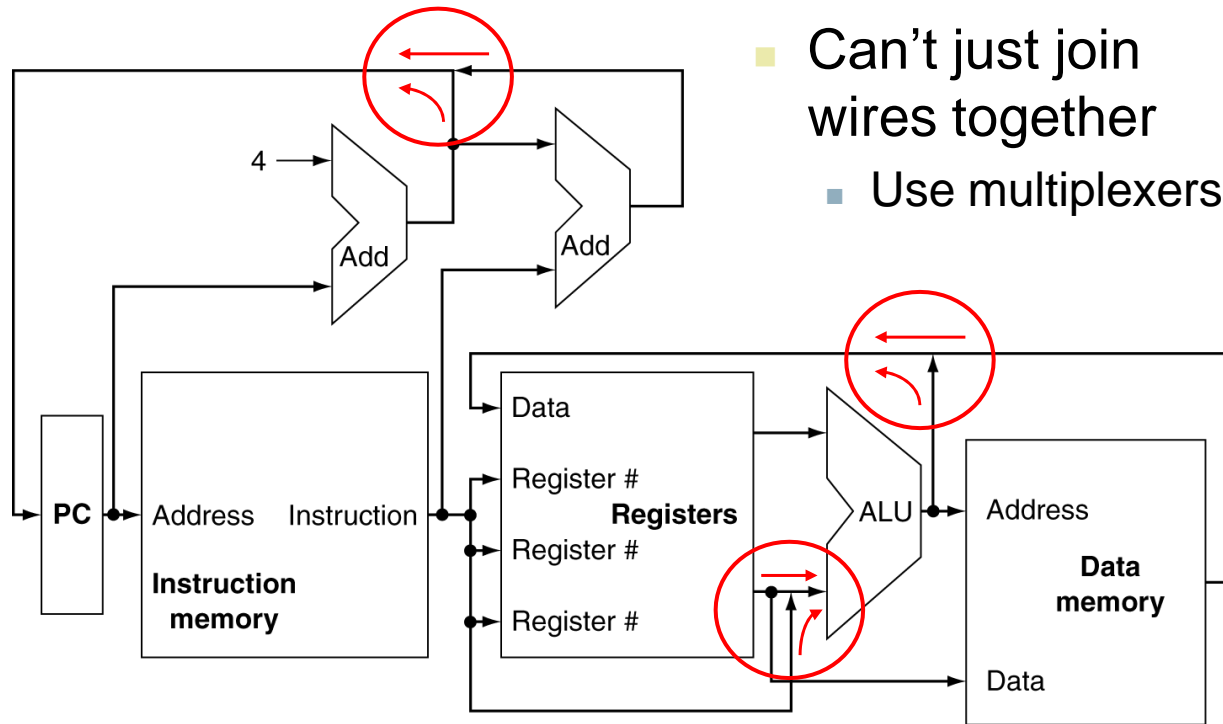 Can’t just join
wires together
Use multiplexers
4
Add
Add
Data
Register #
PC
Address
Instruction
Registers
ALU
Address
Register #
Instruction
memory
Data
memory
Register #
Data